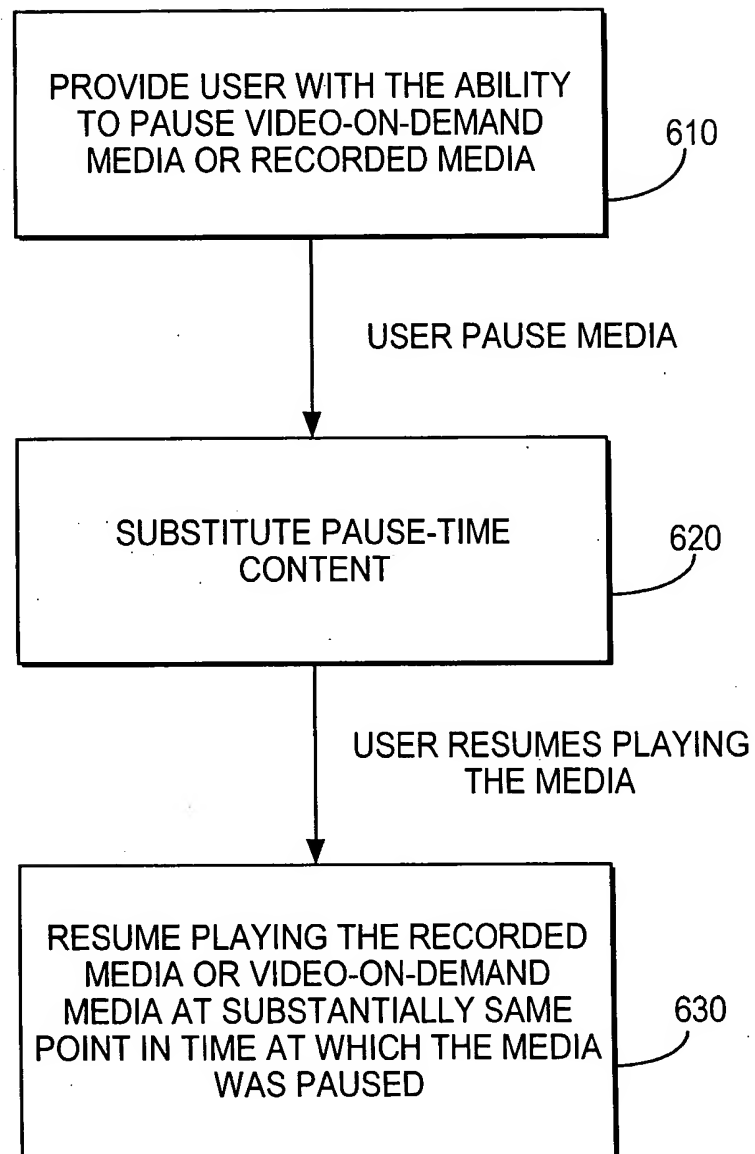 PROVIDE USER WITH THE ABILITY
TO PAUSE VIDEO-ON-DEMAND
MEDIA OR RECORDED MEDIA
610
USER PAUSE MEDIA
SUBSTITUTE PAUSE-TIME
CONTENT
620
USER RESUMES PLAYING
THE MEDIA
RESUME PLAYING THE RECORDED
MEDIA OR VIDEO-ON-DEMAND
MEDIA AT SUBSTANTIALLY SAME
POINT IN TIME AT WHICH THE MEDIA
WAS PAUSED
630